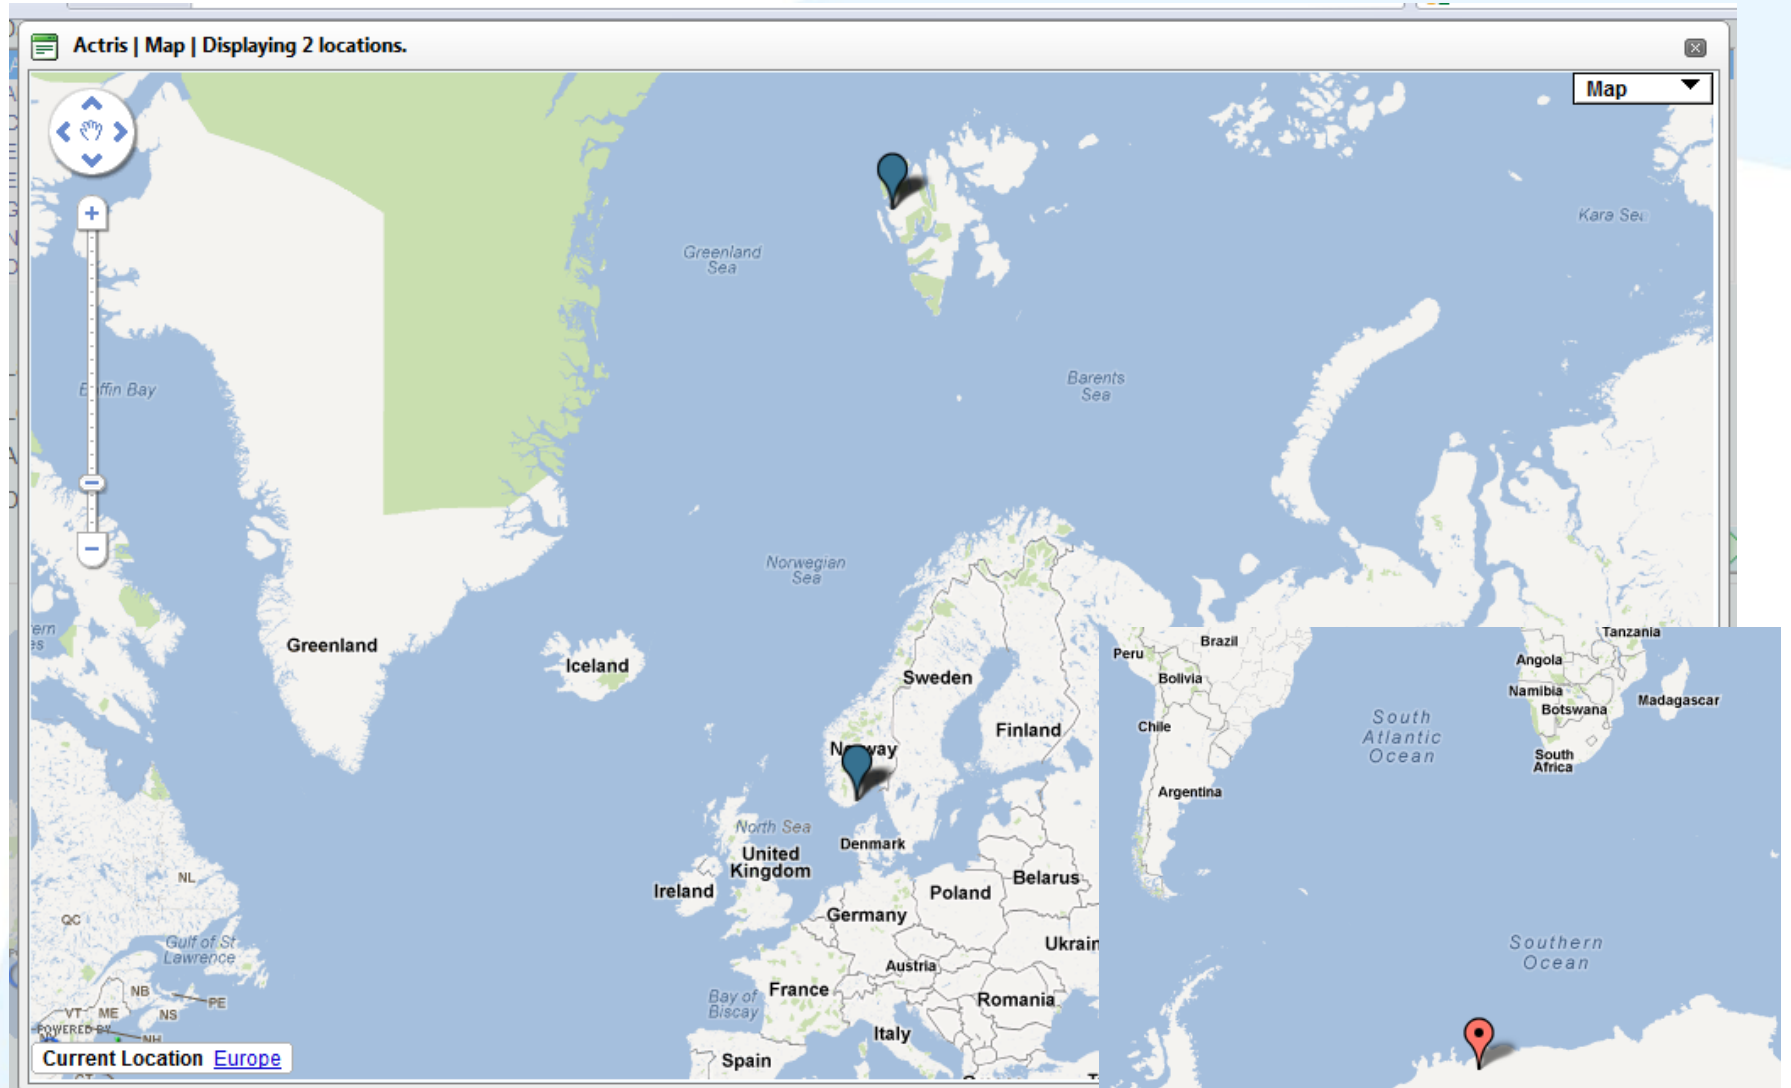 Actris | Map | Displaying 2 locations.
Map
Kara Sea
Greenland
Sea
Baffin Bay
Barents
Sea
Norwegian
Sea
Greenland
Iceland
Sweden
Finland
Norway
North Sea
Denmark
United
Kingdom
Ireland
Belarus
Poland
Germany
Ukrain
Austria
France
Romania
Bay of
Biscay
Italy
Spain
NL
QC
Gulf of St
Lawrence
NB
PE
VT
ME
NS
POWERED BY
NH
CT
Current Location Europe
Brazil
Tanzania
Peru
Angola
Bolivia
Namibia
Madagascar
Botswana
Chile
South
Atlantic
Ocean
South
Africa
Argentina
Southern
Ocean